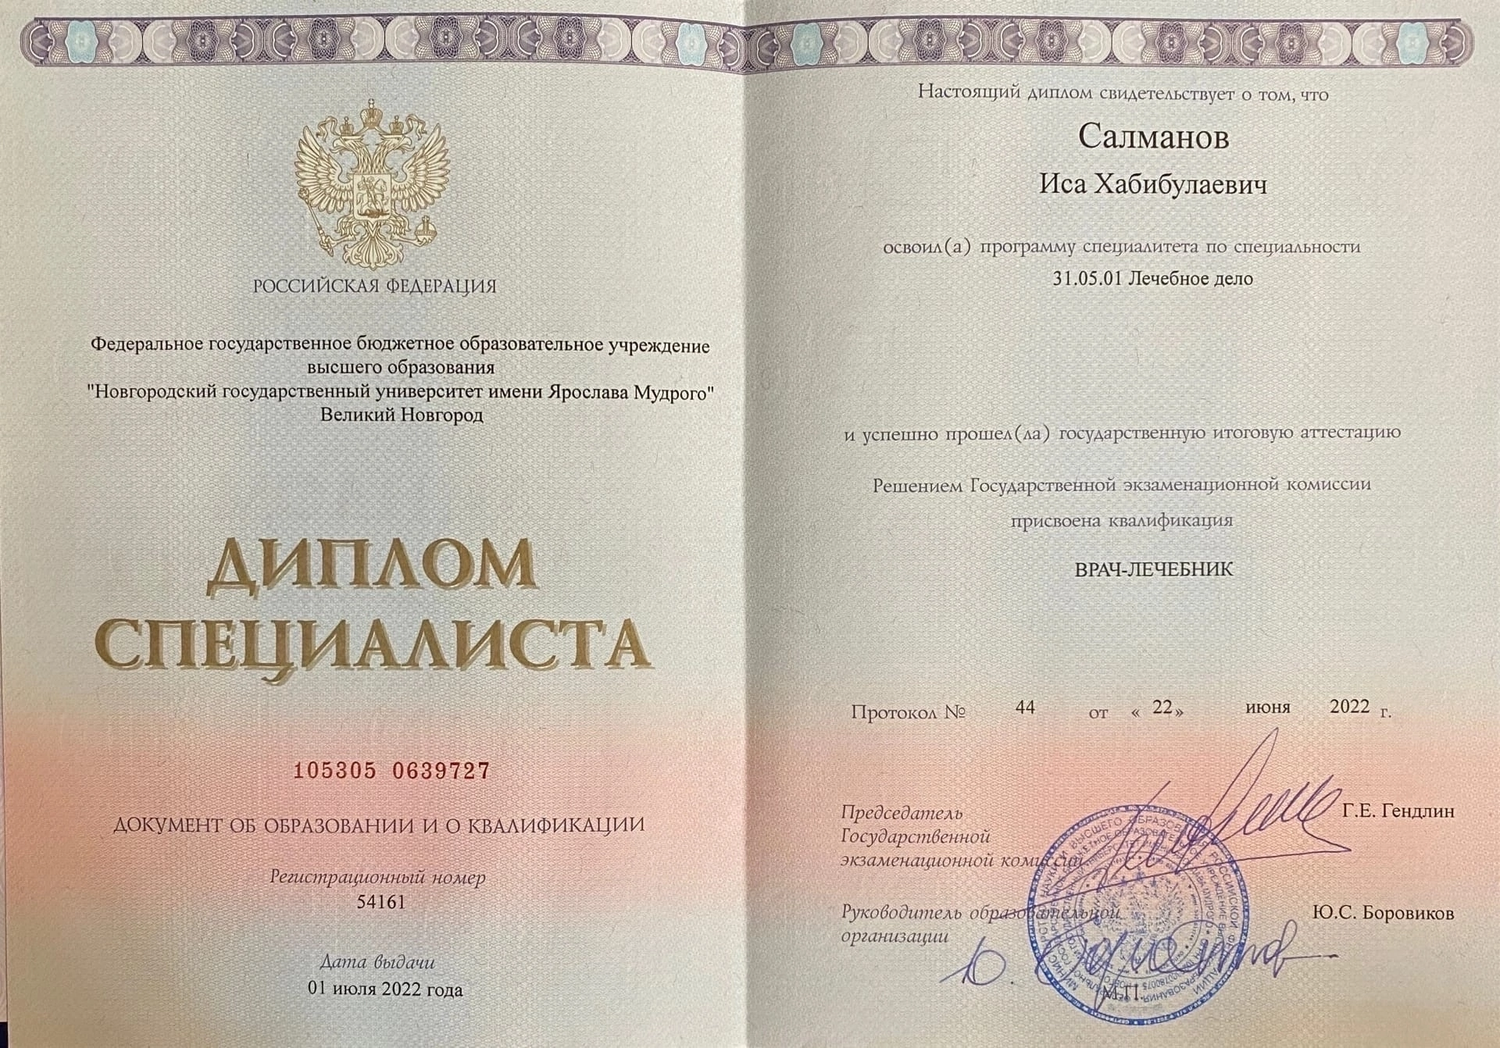 РОССИЙСКАЯ ФЕДЕРАЦИЯ
Федеральное государственное бюджетное образовательное учреждение
высшего образования
"Новгородский государственный университет имени Ярослава Мудрого"
Великий Новгород
ДИПЛОМ
СПЕЦИАЛИСТА
105305 0639727
ДОКУМЕНТ ОБ ОБРАЗОВАНИИ И О КВАЛИФИКАЦИИ
Регистрационный номер
54161
Дата выдачи
01 июля 2022 года
Настоящий диплом свидетельствует о том, что
Салманов
Иса Хабибулаевич
освоил(а) программу специалитета по специальности
31.05.01 Лечебное дело
и успешно прошел(ла) государственную итоговую аттестацию
Решением Государственной экзаменационной комиссии
присвоена квалификация
ВРАЧ-ЛЕЧЕБНИК
Протокол № 44 от « 22 » июня 2022 г.
Председатель
Государственной
экзаменационной комиссии
Г.Е. Гендлин
Руководитель образовательной
организации
Ю.С. Боровиков
М.П.